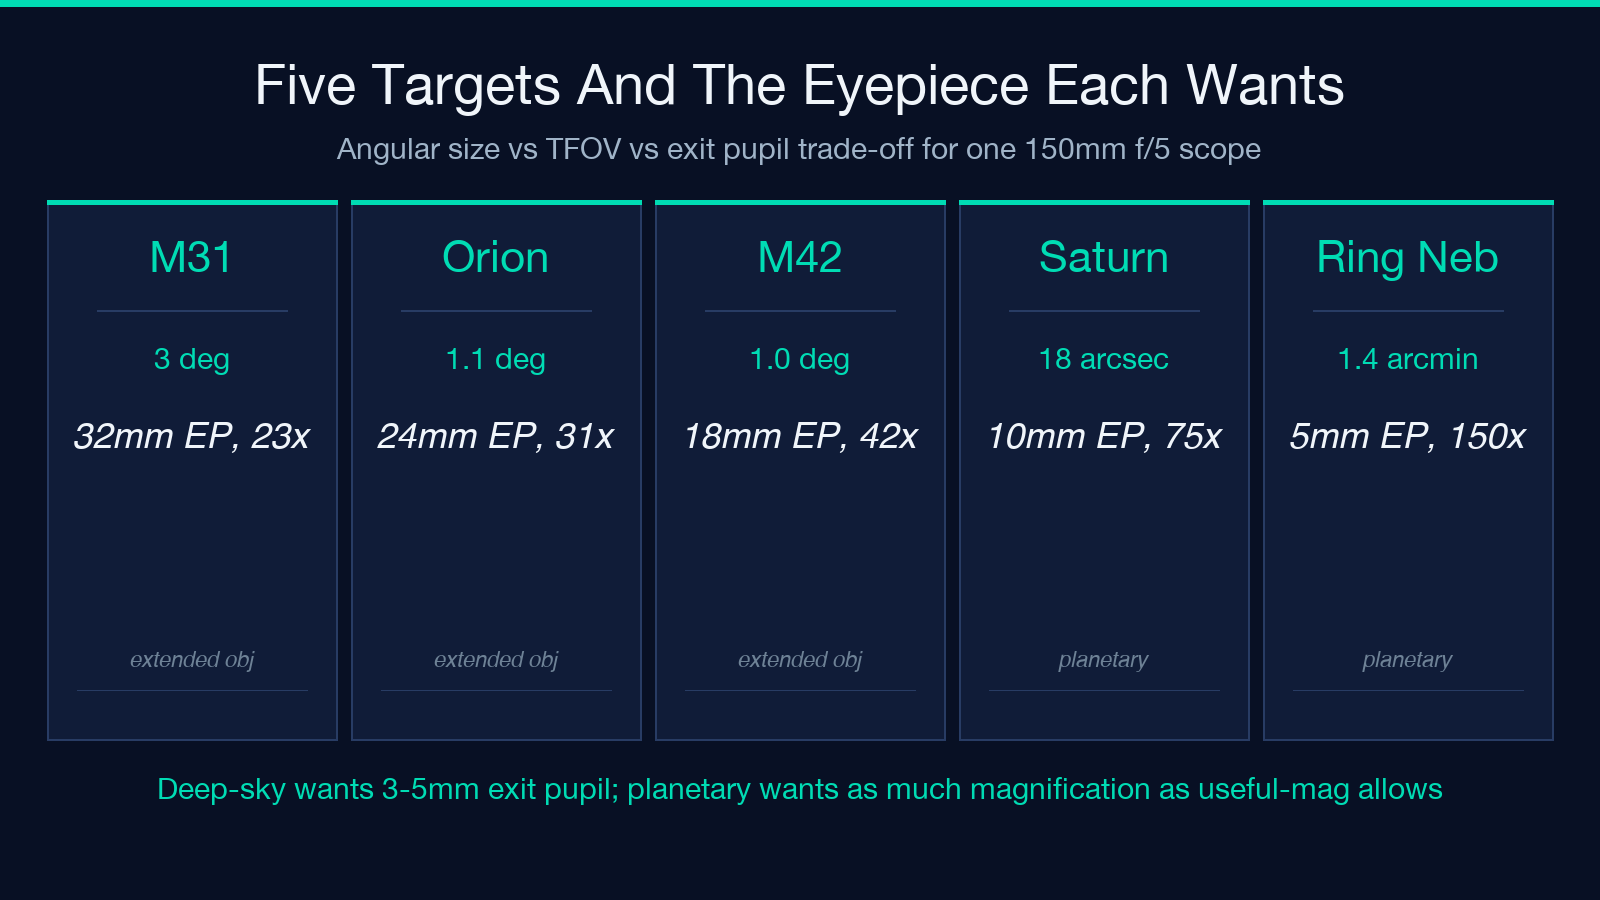 Five Targets And The Eyepiece Each Wants
Angular size vs TFOV vs exit pupil trade-off for one 150mm f/5 scope
M31
3 deg
32mm EP, 23x
extended obj
Orion
1.1 deg
24mm EP, 31x
extended obj
M42
1.0 deg
18mm EP, 42x
extended obj
Saturn
18 arcsec
10mm EP, 75x
planetary
Ring Neb
1.4 arcmin
5mm EP, 150x
planetary
Deep-sky wants 3-5mm exit pupil; planetary wants as much magnification as useful-mag allows